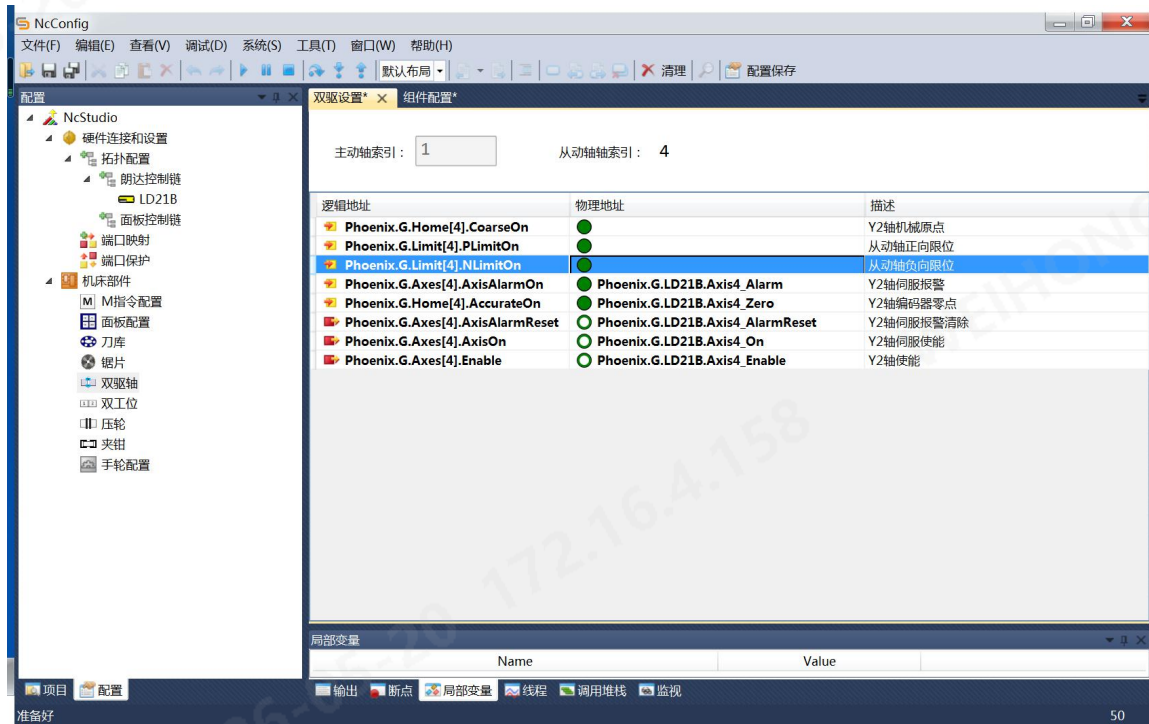 NcConfig
文件(F) 编辑(E) 查看(V) 调试(D) 系统(S) 工具(T) 窗口(W) 帮助(H)
默认布局 清理 配置保存
配置
双驱设置* 组件配置*
NcStudio
硬件连接和设置
拓扑配置
朗达控制链
LD21B
面板控制链
端口映射
端口保护
机床部件
M M指令配置
面板配置
刀库
锯片
双驱轴
双工位
压轮
夹钳
手轮配置
主动轴索引： 1 从动轴轴索引： 4
逻辑地址 物理地址 描述
Phoenix.G.Home[4].CoarseOn Y2轴机械原点
Phoenix.G.Limit[4].PLimitOn 从动轴正向限位
Phoenix.G.Limit[4].NLimitOn 从动轴负向限位
Phoenix.G.Axes[4].AxisAlarmOn Phoenix.G.LD21B.Axis4_Alarm Y2轴伺服报警
Phoenix.G.Home[4].AccurateOn Phoenix.G.LD21B.Axis4_Zero Y2轴编码器零点
Phoenix.G.Axes[4].AxisAlarmReset Phoenix.G.LD21B.Axis4_AlarmReset Y2轴伺服报警清除
Phoenix.G.Axes[4].AxisOn Phoenix.G.LD21B.Axis4_On Y2轴伺服使能
Phoenix.G.Axes[4].Enable Phoenix.G.LD21B.Axis4_Enable Y2轴使能
WEIHONG
172.16.4.158
局部变量
Name Value
项目 配置
输出 断点 局部变量 线程 调用堆栈 监视
准备好 50